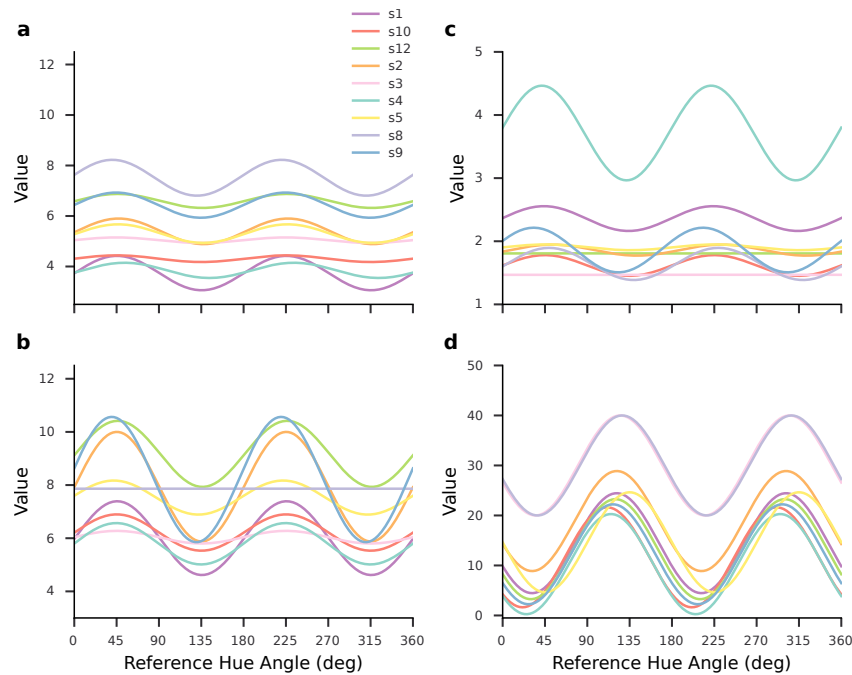 a
s1
s10
s12
s2
s3
s4
s5
s8
s9
12
10
8
6
4
Value
c
5
4
3
2
1
Value
b
12
10
8
6
4
Value
0 45 90 135 180 225 270 315 360
Reference Hue Angle (deg)
d
50
40
30
20
10
0
Value
0 45 90 135 180 225 270 315 360
Reference Hue Angle (deg)